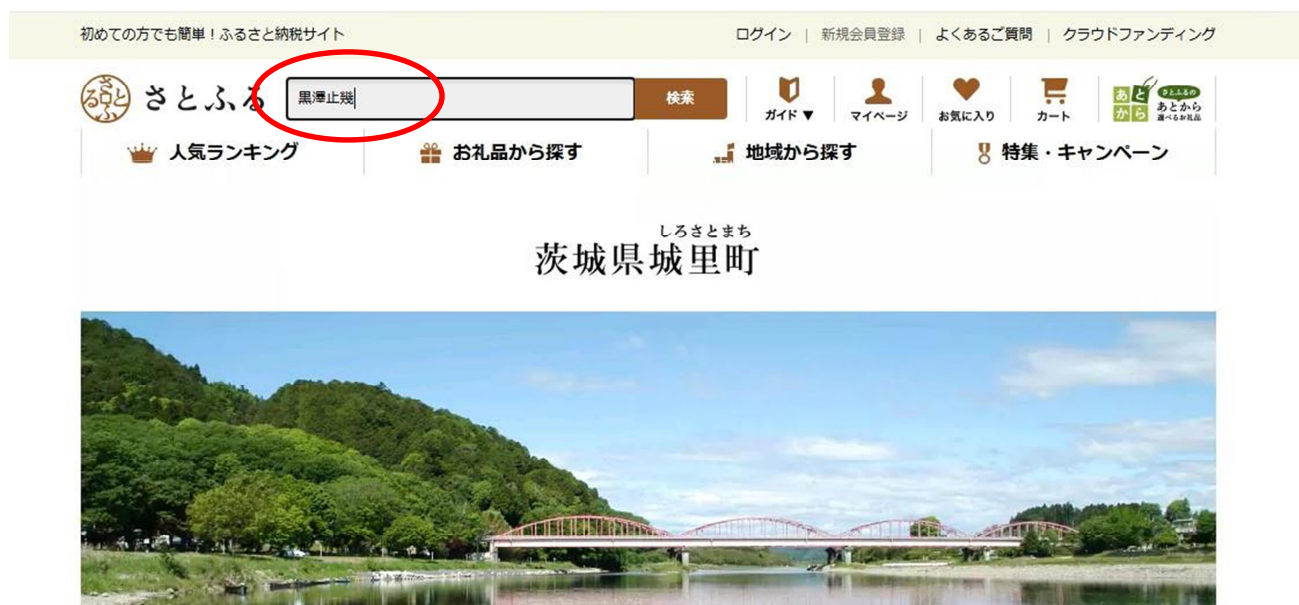 初めての方でも簡単！ふるさと納税サイト
ログイン | 新規会員登録 | よくあるご質問 | クラウドファンディング
さとふる
さとふる
黒澤止幾
検索
ガイド ▼
マイページ
お気に入り
カート
あとから
さとふるの
あとから
選べるお礼品
人気ランキング
お礼品から探す
地域から探す
特集・キャンペーン
しろさとまち
茨城県城里町